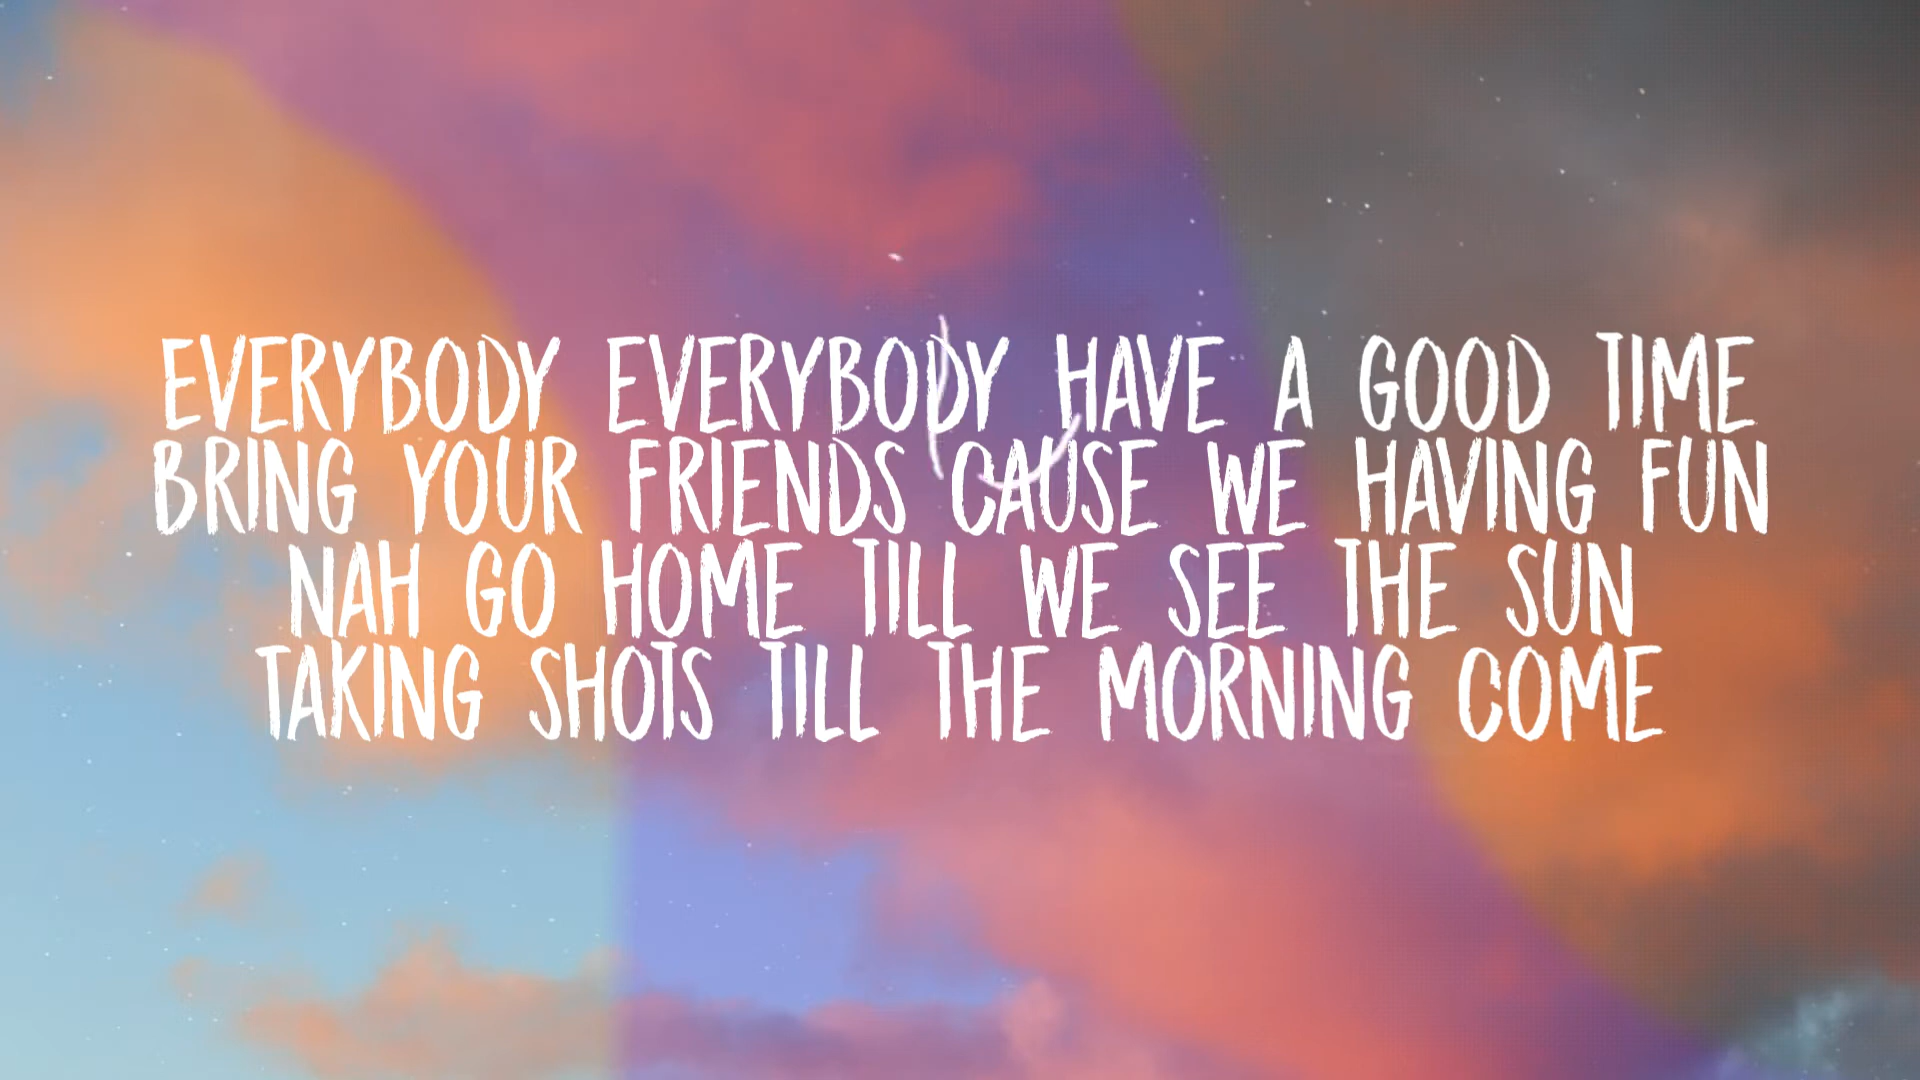 EVERYBODY EVERYBODY HAVE A GOOD TIME
BRING YOUR FRIENDS CAUSE WE HAVING FUN
NAH GO HOME TILL WE SEE THE SUN
TAKING SHOTS TILL THE MORNING COME